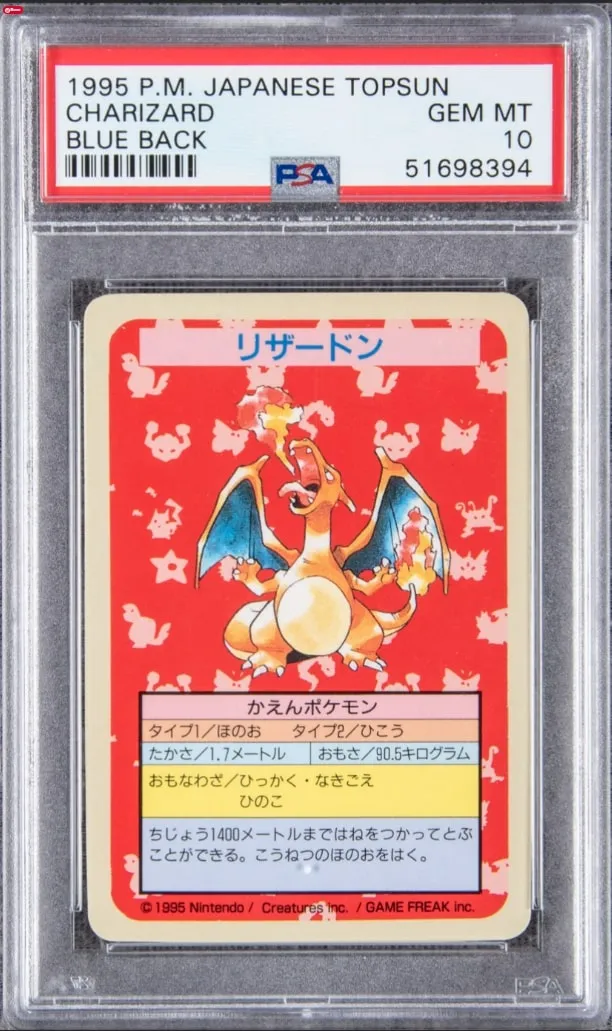 1995 P.M. JAPANESE TOPSUN
CHARIZARD GEM MT
BLUE BACK 10
PSA 51698394
リザードン
かえんポケモン
タイプ1/ほのお タイプ2/ひこう
たかさ/1.7メートル おもさ/90.5キログラム
おもなわざ/ひっかく・なきごえ
ひのこ
ちじょう1400メートルまではねをつかってとぶ
ことができる。こうねつのほのおをはく。
©1995 Nintendo / Creatures inc. / GAME FREAK inc.
PSA